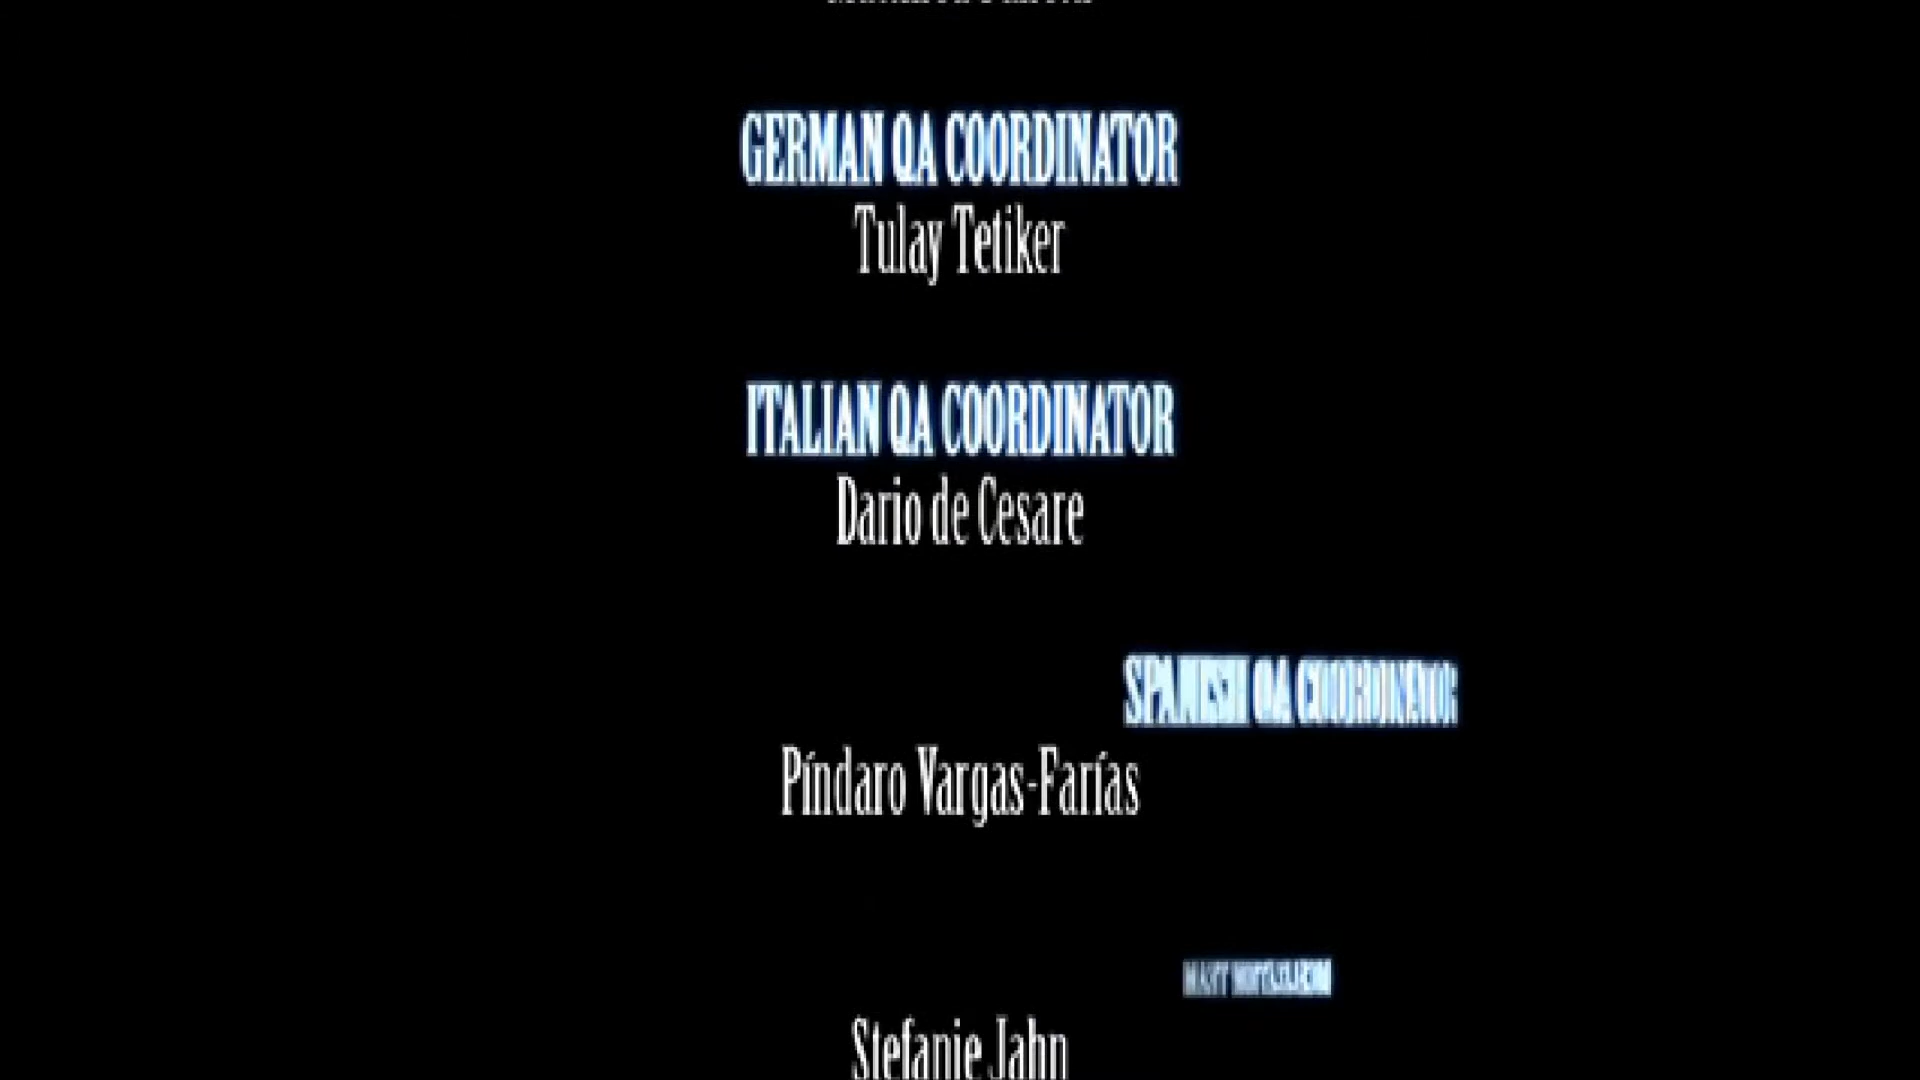 GERMAN QA COORDINATOR
Tulay Tetiker
ITALIAN QA COORDINATOR
Dario de Cesare
SPANISH QA COORDINATOR
Píndaro Vargas-Farías
Stefanie Jahn